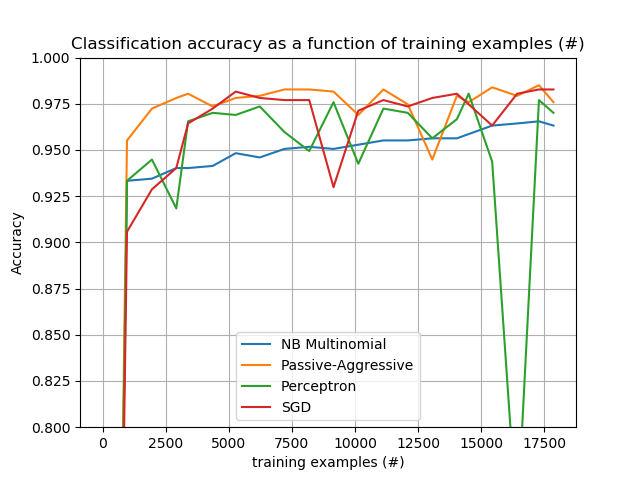 Classification accuracy as a function of training examples (#)
1.000
0.975
0.950
0.925
0.900
0.875
0.850
0.825
0.800
Accuracy
NB Multinomial
Passive-Aggressive
Perceptron
SGD
0 2500 5000 7500 10000 12500 15000 17500
training examples (#)